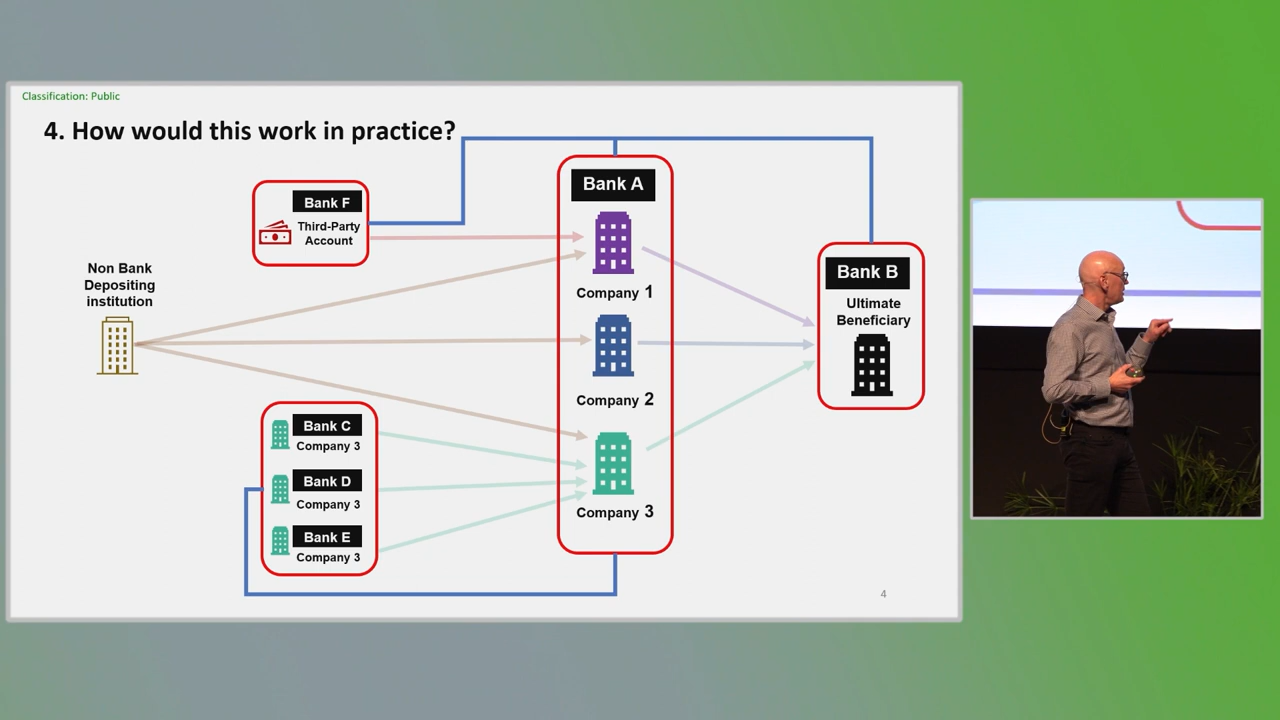 Classification: Public
4. How would this work in practice?
Bank F
Third-Party
Account
Non Bank
Depositing
institution
Bank C
Company 3
Bank D
Company 3
Bank E
Company 3
Bank A
Company 1
Company 2
Company 3
Bank B
Ultimate
Beneficiary
4